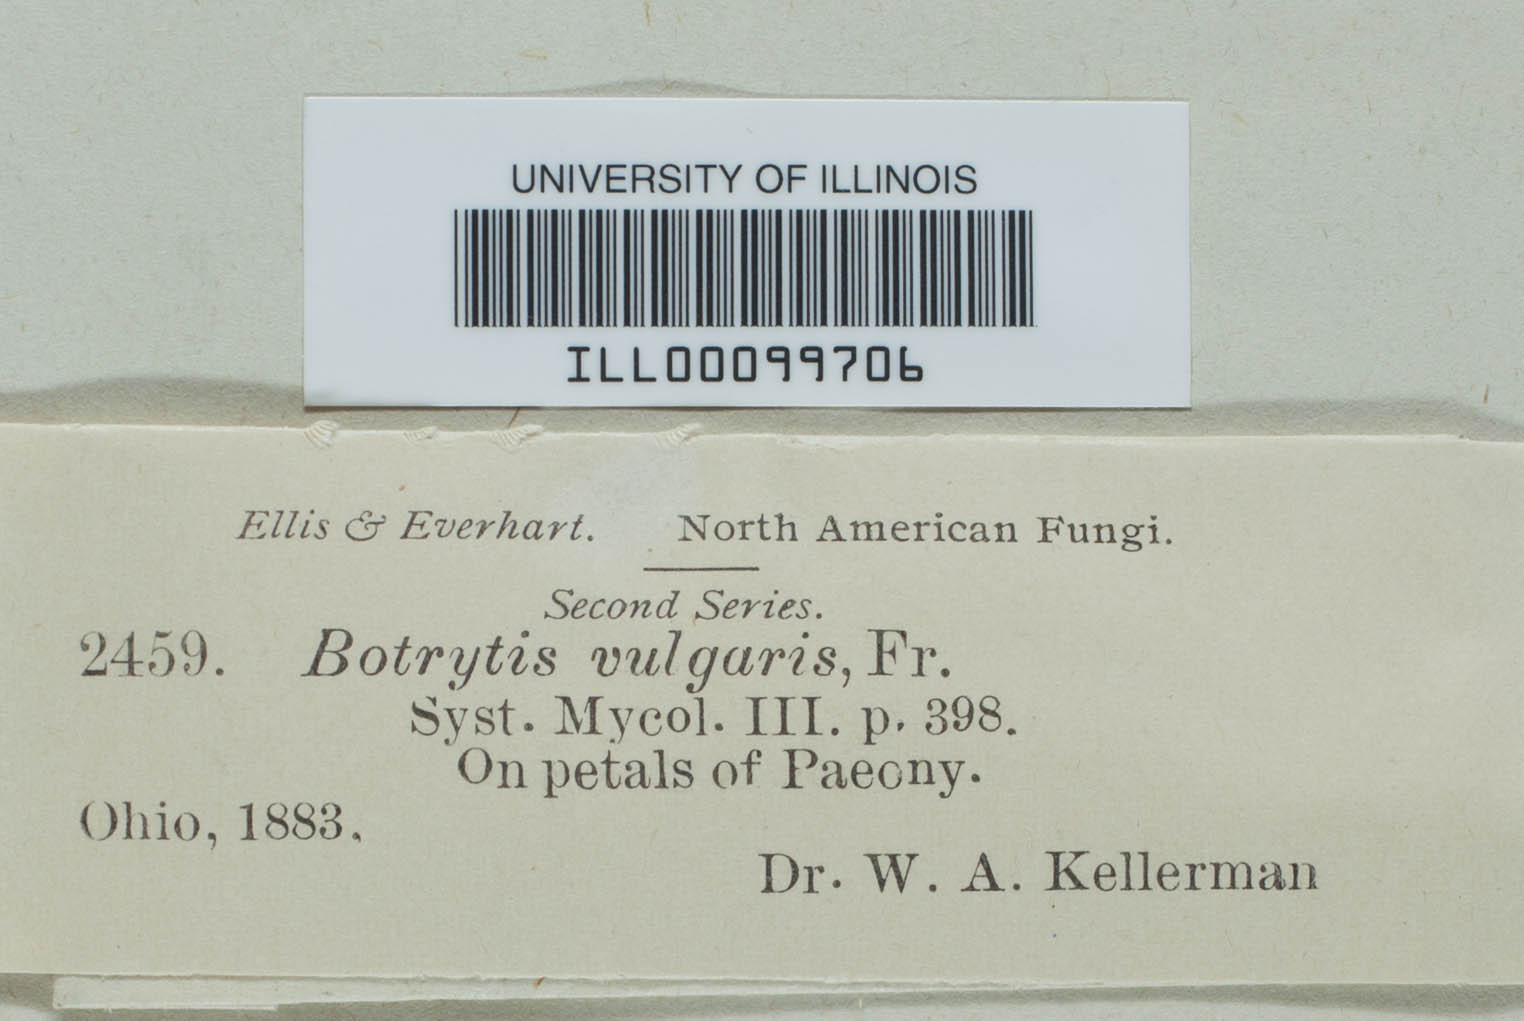 UNIVERSITY OF ILLINOIS
ILL00099706
Ellis & Everhart. North American Fungi.
Second Series.
2459. Botrytis vulgaris, Fr.
Syst. Mycol. III. p. 398.
On petals of Paeony.
Ohio, 1883.
Dr. W. A. Kellerman